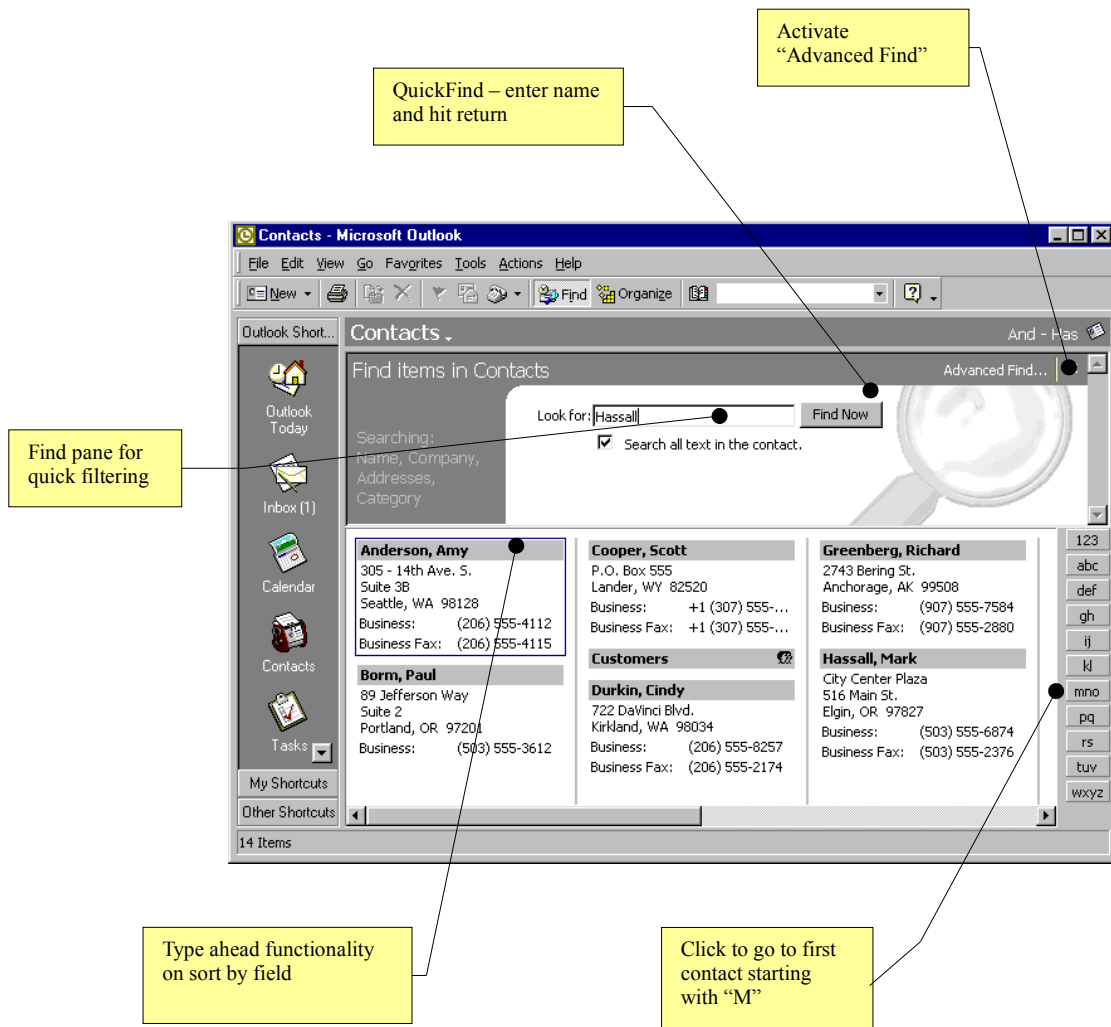 Activate
“Advanced Find”
QuickFind – enter name
and hit return
Contacts - Microsoft Outlook
File Edit View Go Favorites Tools Actions Help
New Find Organize
Outlook Short... Contacts And - Has
Find items in Contacts Advanced Find...
Look for: Hassall Find Now
Search all text in the contact.
Searching:
Name, Company,
Addresses,
Category
Find pane for
quick filtering
Outlook
Today
Inbox (1)
Calendar
Contacts
Tasks
My Shortcuts
Other Shortcuts
Anderson, Amy
305 - 14th Ave. S.
Suite 3B
Seattle, WA 98128
Business: (206) 555-4112
Business Fax: (206) 555-4115
Borm, Paul
89 Jefferson Way
Suite 2
Portland, OR 97201
Business: (503) 555-3612
Cooper, Scott
P.O. Box 555
Lander, WY 82520
Business: +1 (307) 555-...
Business Fax: +1 (307) 555-...
Customers
Durkin, Cindy
722 DaVinci Blvd.
Kirkland, WA 98034
Business: (206) 555-8257
Business Fax: (206) 555-2174
Greenberg, Richard
2743 Bering St.
Anchorage, AK 99508
Business: (907) 555-7584
Business Fax: (907) 555-2880
Hassall, Mark
City Center Plaza
516 Main St.
Elgin, OR 97827
Business: (503) 555-6874
Business Fax: (503) 555-2376
123
abc
def
gh
ij
kl
mno
pq
rs
tuv
wxyz
14 Items
Type ahead functionality
on sort by field
Click to go to first
contact starting
with “M”